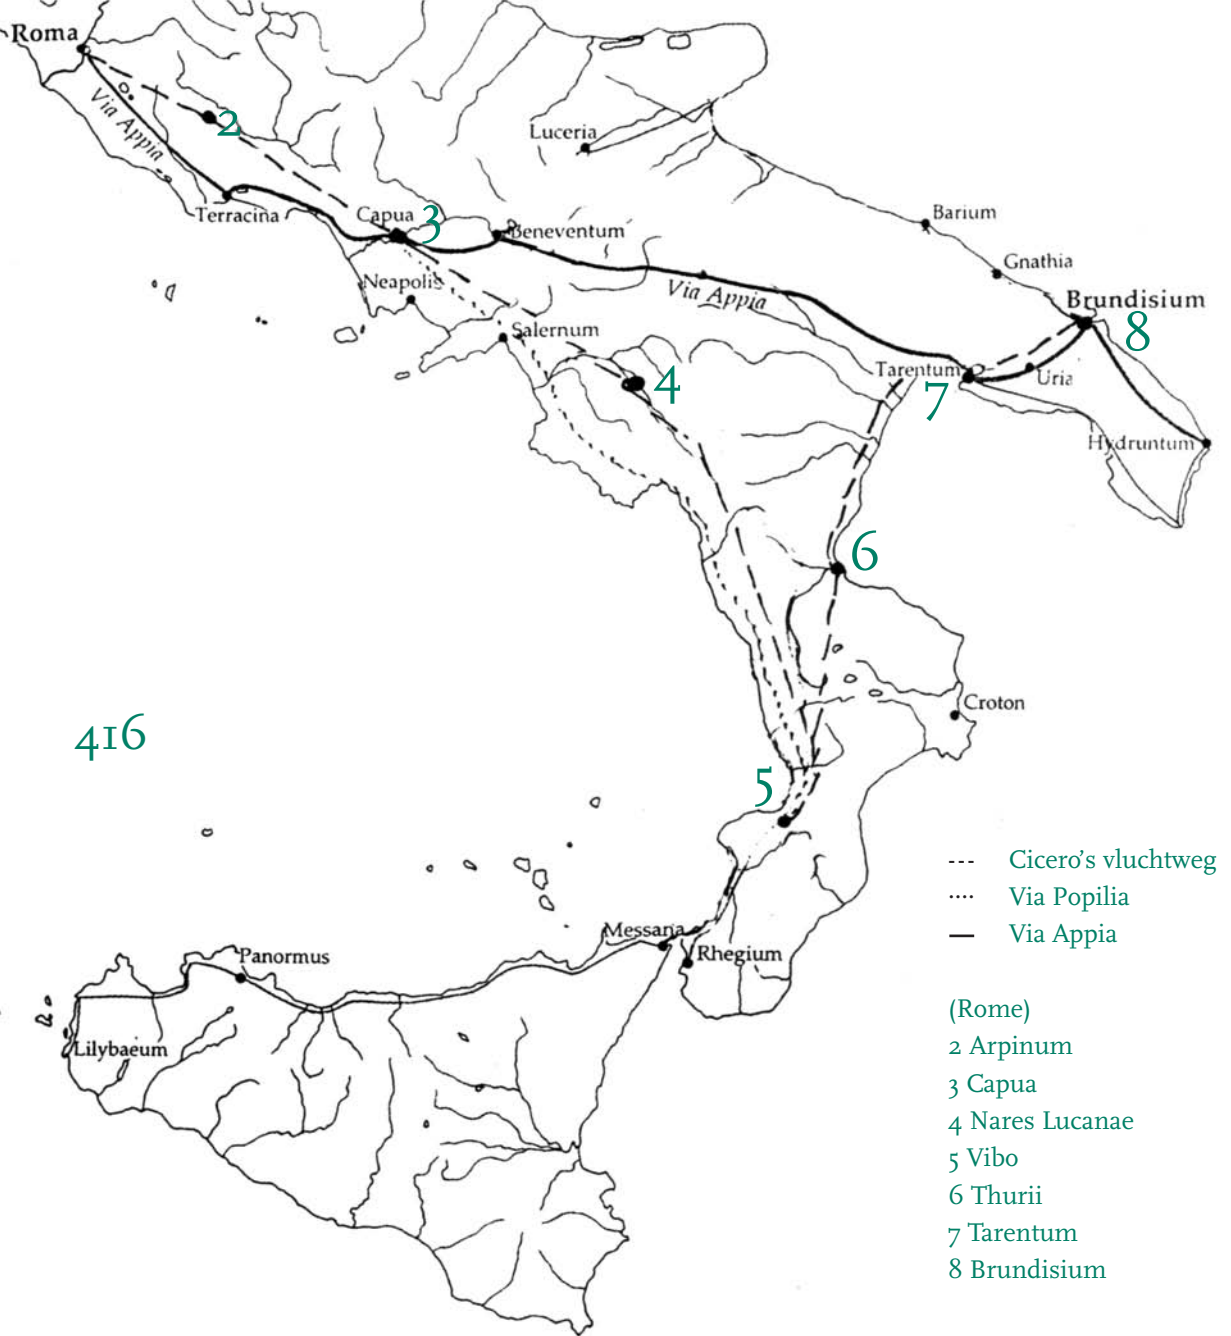 Roma
Via Appia
2
Luceria
Terracina
Capua
3
Beneventum
Barium
Gnathia
Neapolis
Via Appia
Brundisium
8
Salernum
4
Tarentum
7
Uria
Hydruntum
6
Croton
416
5
--- Cicero's vluchtweg
.... Via Popilia
— Via Appia
Messana
Rhegium
Panormus
Lilybaeum
(Rome)
2 Arpinum
3 Capua
4 Nares Lucanae
5 Vibo
6 Thurii
7 Tarentum
8 Brundisium